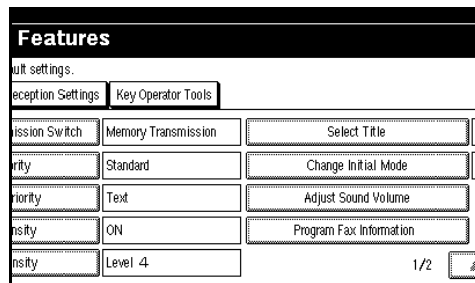 Features
ult settings.
eception Settings Key Operator Tools
ission Switch Memory Transmission Select Title
rity Standard Change Initial Mode
riority Text Adjust Sound Volume
nsity ON Program Fax Information
nsity Level 4 1/2